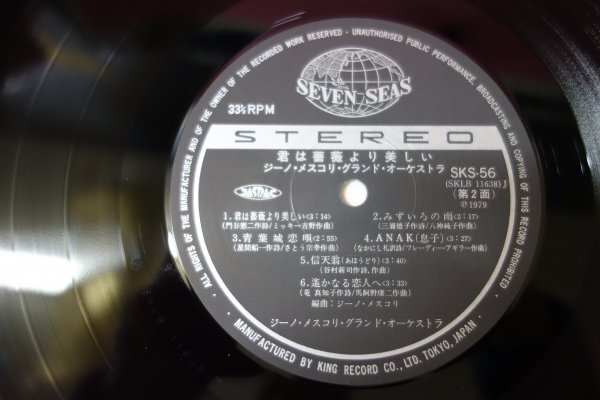 ALL RIGHTS OF THE MANUFACTURER AND OF THE OWNER OF THE RECORDED WORK RESERVED · UNAUTHORISED PUBLIC PERFORMANCE, BROADCASTING AND COPYING OF THIS RECORD PROHIBITED
SEVEN SEAS
33⅓RPM
STEREO
君は薔薇より美しい
ジーノ・メスコリ・グランド・オーケストラ
SKS-56
(SKLB 11638)J
(第2面)
℗1979
JASRAC
1.君は薔薇より美しい<3:14>
(門谷憲二作詩/ミッキー吉野作曲)
2.みずいろの雨<2:17>
(三浦徳子作詩/八神純子作曲)
3.青葉城恋唄<2:55>
(星間船一作詩/さとう宗幸作曲)
4.ANAK(息子)<3:27>
(なかにし礼訳詩/フレーディー・アギラー作曲)
5.信天翁(あほうどり)<3:40>
(谷村新司作詩,作曲)
6.遙かなる恋人へ<3:33>
(竜 真知子作詩/馬飼野康二作曲)
編曲:ジーノ・メスコリ
ジーノ・メスコリ・グランド・オーケストラ
MANUFACTURED BY KING RECORD CO., LTD. TOKYO, JAPAN